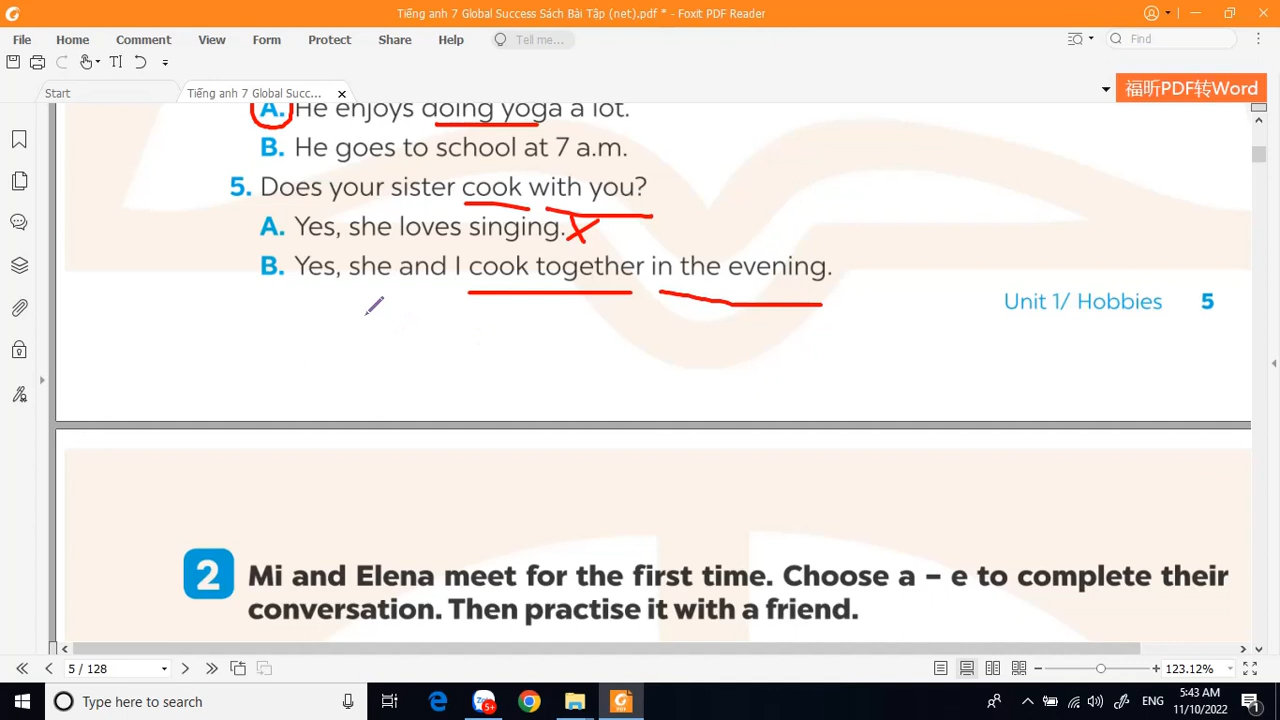 Tiếng anh 7 Global Success Sách Bài Tập (net).pdf * - Foxit PDF Reader
File Home Comment View Form Protect Share Help Tell me... Find
Start Tiếng anh 7 Global Succ... 福昕PDF转Word
A. He enjoys doing yoga a lot.
B. He goes to school at 7 a.m.
5. Does your sister cook with you?
A. Yes, she loves singing.
B. Yes, she and I cook together in the evening.
Unit 1/ Hobbies 5
2 Mi and Elena meet for the first time. Choose a – e to complete their
conversation. Then practise it with a friend.
5 / 128 123.12%
Type here to search 5+ ENG 5:43 AM
11/10/2022 1